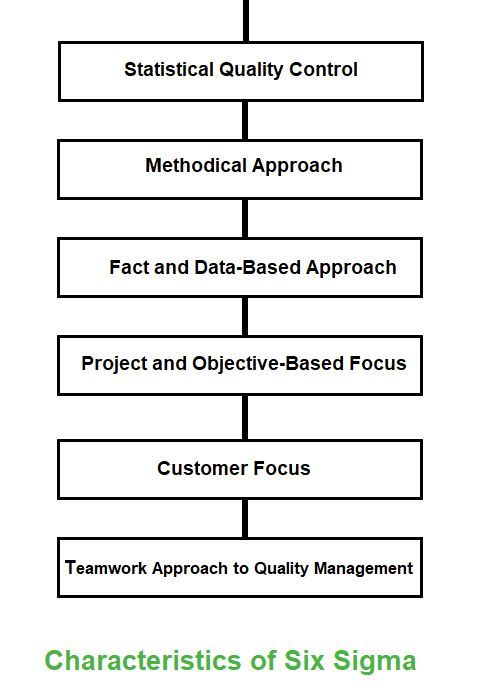 Statistical Quality Control
Methodical Approach
Fact and Data-Based Approach
Project and Objective-Based Focus
Customer Focus
Teamwork Approach to Quality Management
Characteristics of Six Sigma